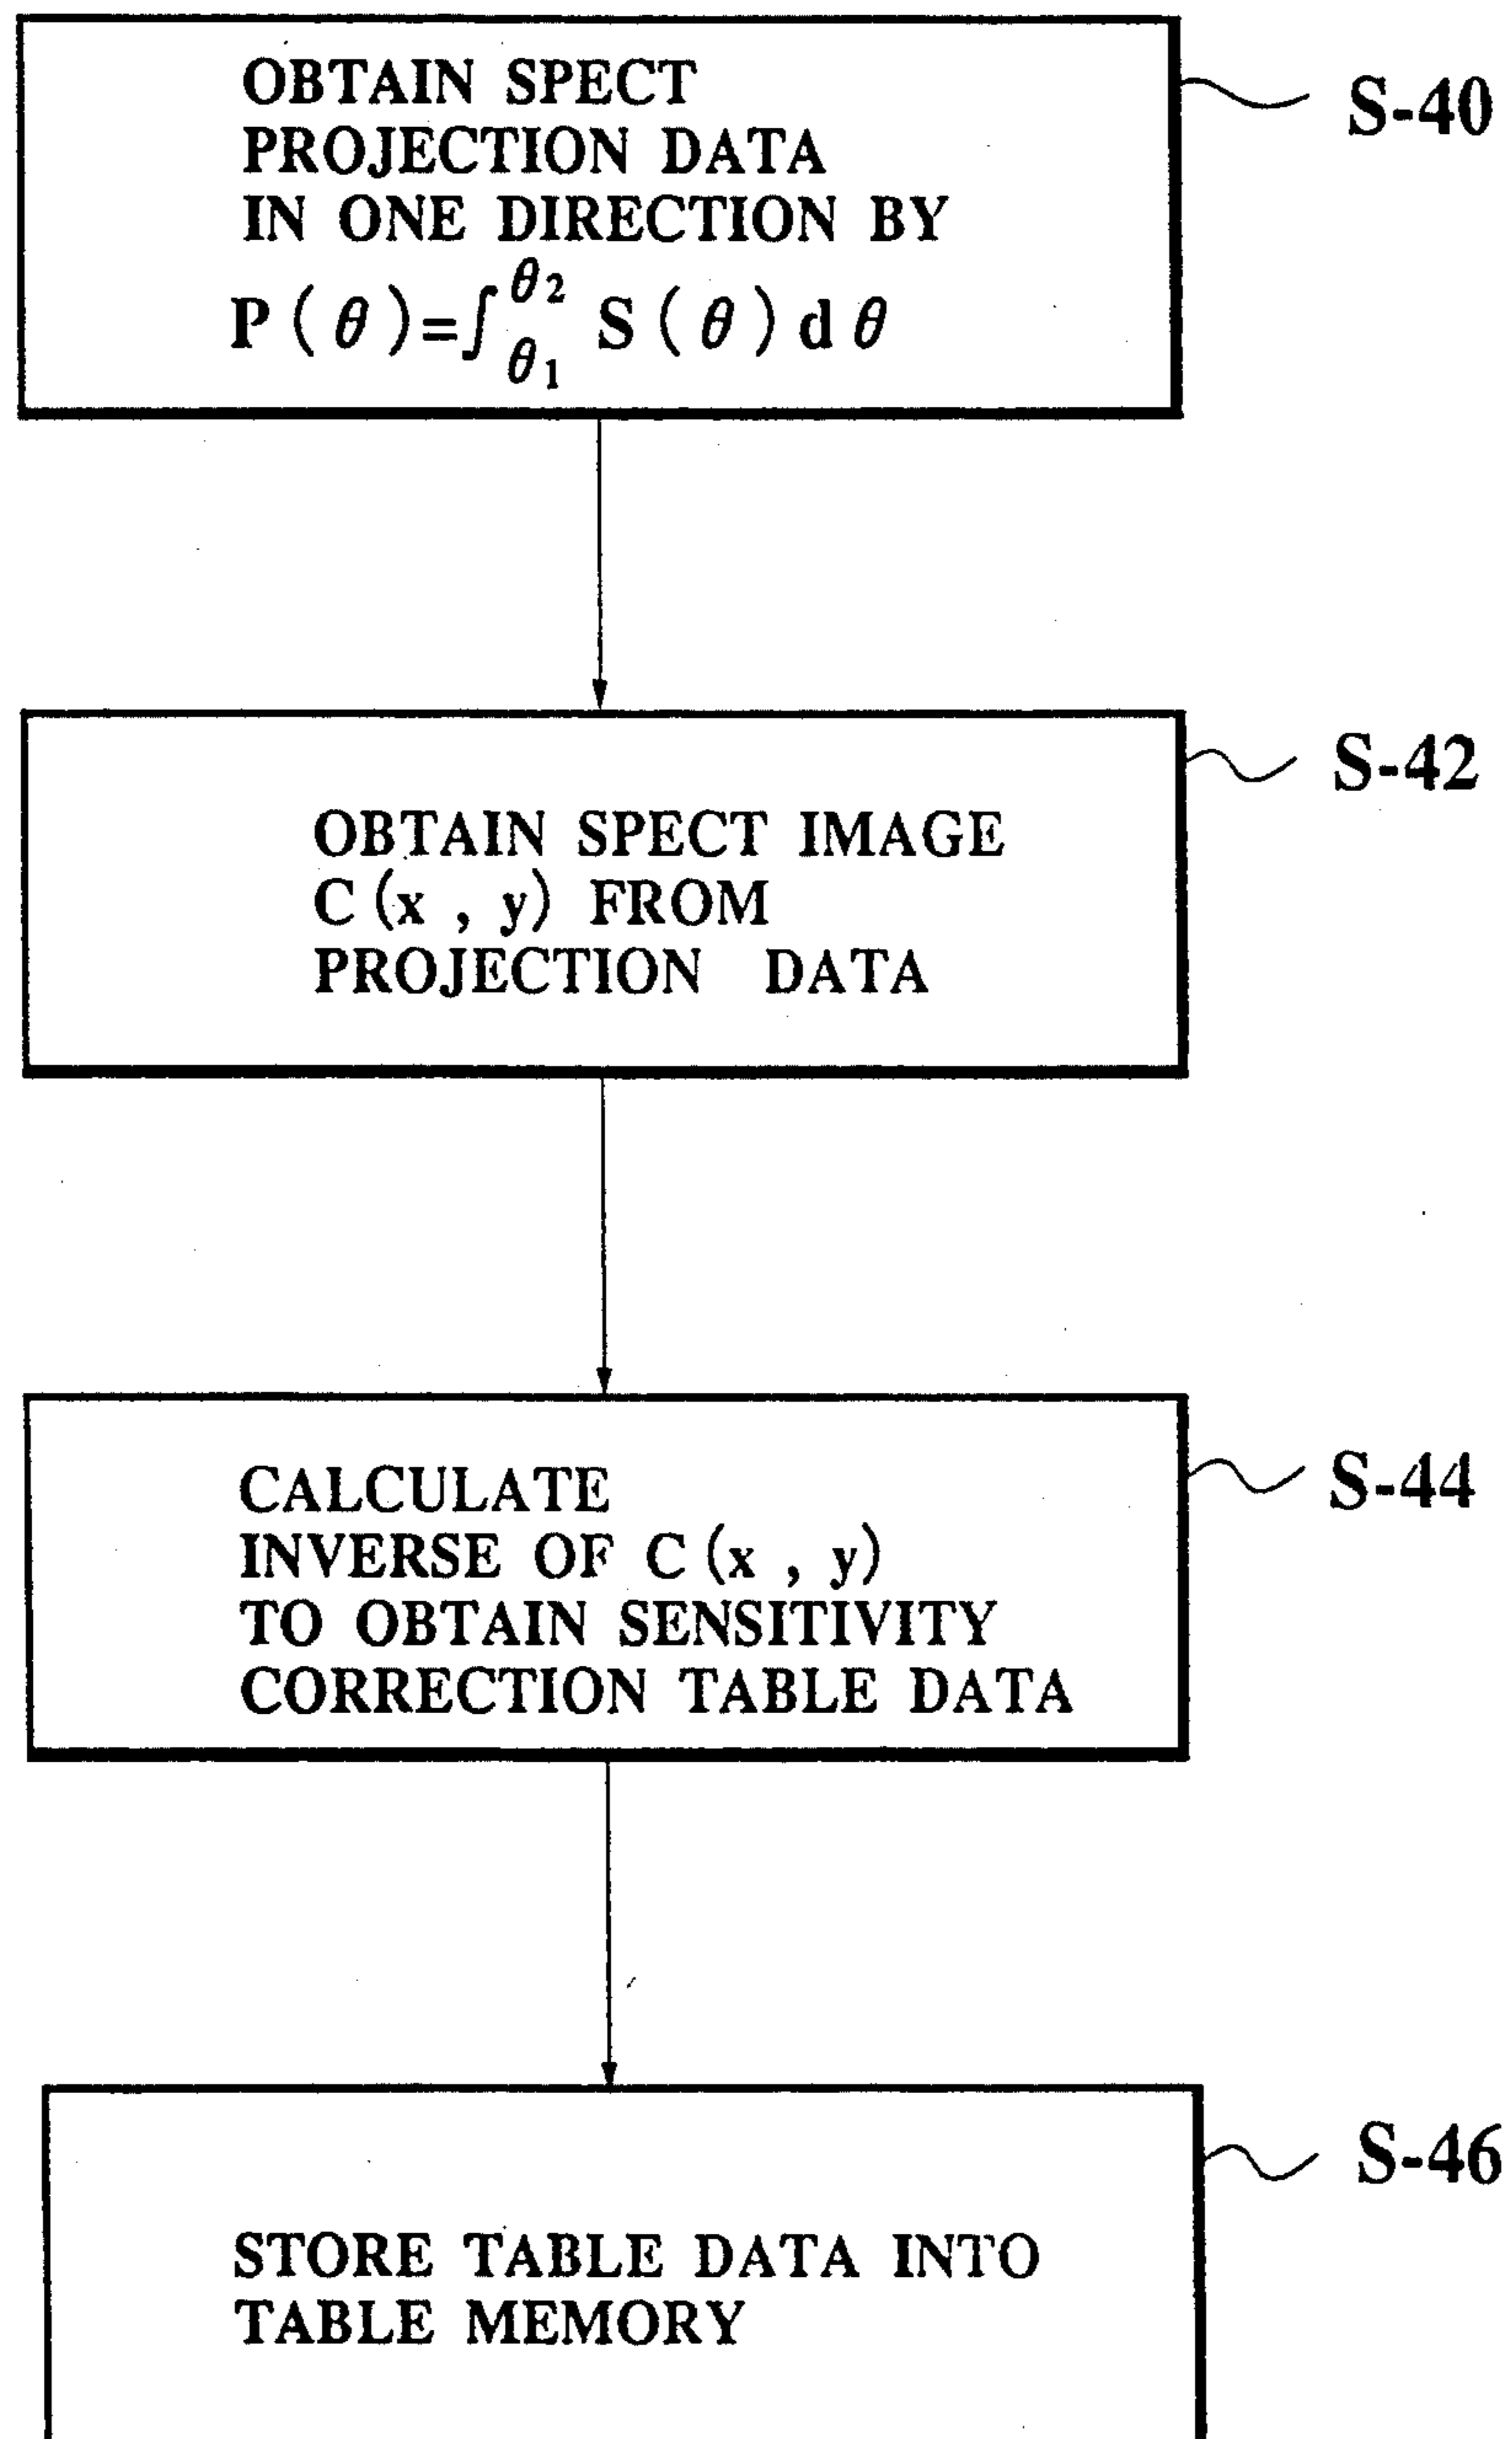 OBTAIN SPECT
PROJECTION DATA
IN ONE DIRECTION BY
P(θ)=∫θ1θ2 S(θ)dθ
S-40
OBTAIN SPECT IMAGE
C(x , y) FROM
PROJECTION DATA
S-42
CALCULATE
INVERSE OF C(x , y)
TO OBTAIN SENSITIVITY
CORRECTION TABLE DATA
S-44
STORE TABLE DATA INTO
TABLE MEMORY
S-46